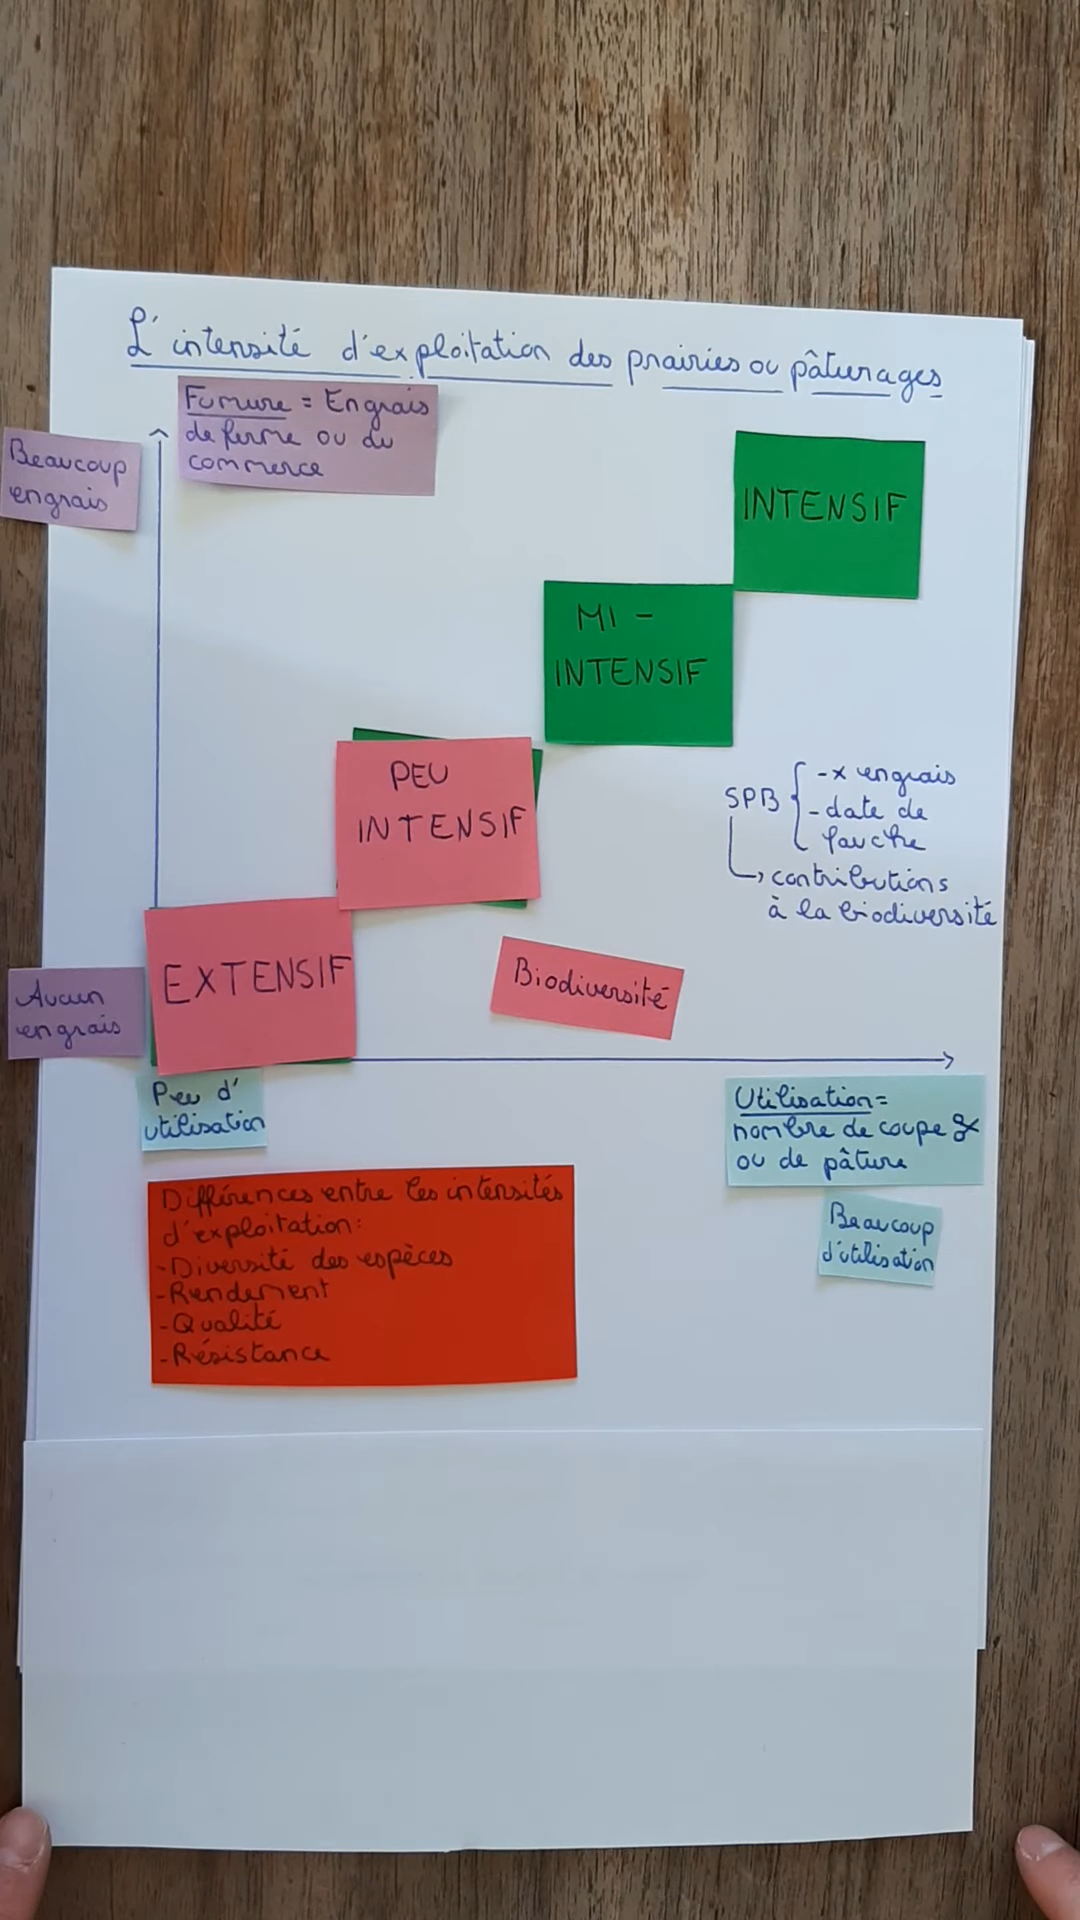 L'intensité d'exploitation des prairies ou pâturages
Fumure = Engrais
de ferme ou du
commerce
Beaucoup
engrais
INTENSIF
MI -
INTENSIF
PEU
INTENSIF
SPB { - x engrais
- date de
fauche
→ contributions
à la biodiversité
EXTENSIF
Biodiversité
Aucun
engrais
Peu d'
utilisation
Utilisation =
nombre de coupe
ou de pâture
Beaucoup
d'utilisation
Différences entre les intensités
d'exploitation:
- Diversité des espèces
- Rendement
- Qualité
- Résistance